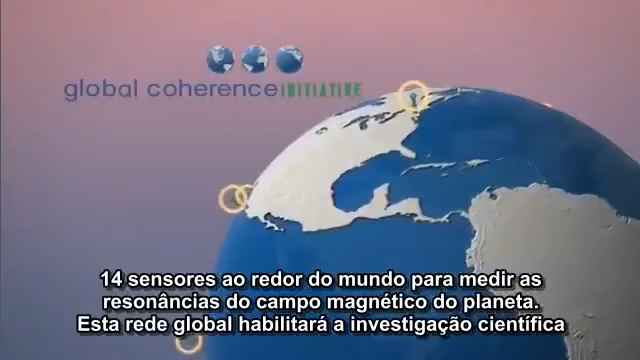 global coherence INITIATIVE
14 sensores ao redor do mundo para medir as
resonâncias do campo magnético do planeta.
Esta rede global habilitará a investigação científica